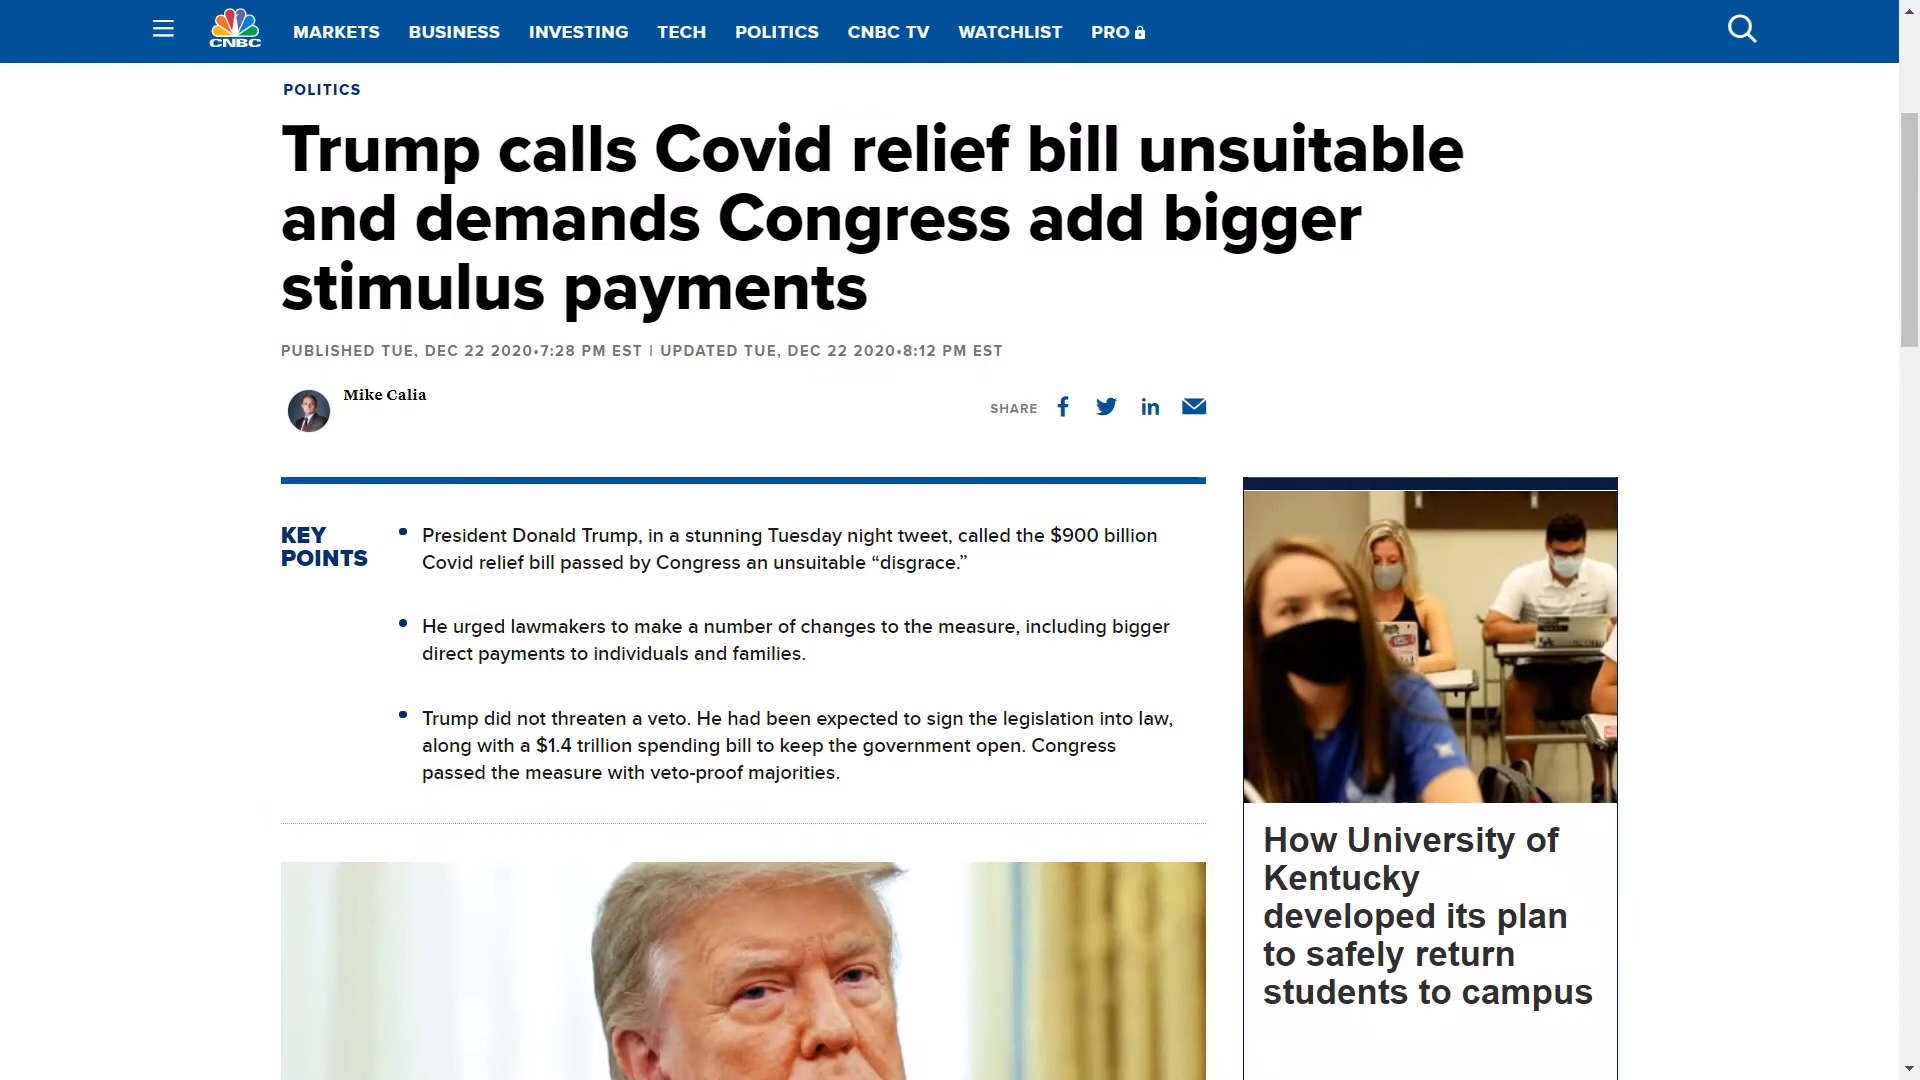 CNBC
MARKETS BUSINESS INVESTING TECH POLITICS CNBC TV WATCHLIST PRO
POLITICS
Trump calls Covid relief bill unsuitable
and demands Congress add bigger
stimulus payments
PUBLISHED TUE, DEC 22 2020•7:28 PM EST | UPDATED TUE, DEC 22 2020•8:12 PM EST
Mike Calia
SHARE
KEY
POINTS
• President Donald Trump, in a stunning Tuesday night tweet, called the $900 billion
Covid relief bill passed by Congress an unsuitable “disgrace.”
• He urged lawmakers to make a number of changes to the measure, including bigger
direct payments to individuals and families.
• Trump did not threaten a veto. He had been expected to sign the legislation into law,
along with a $1.4 trillion spending bill to keep the government open. Congress
passed the measure with veto-proof majorities.
How University of
Kentucky
developed its plan
to safely return
students to campus